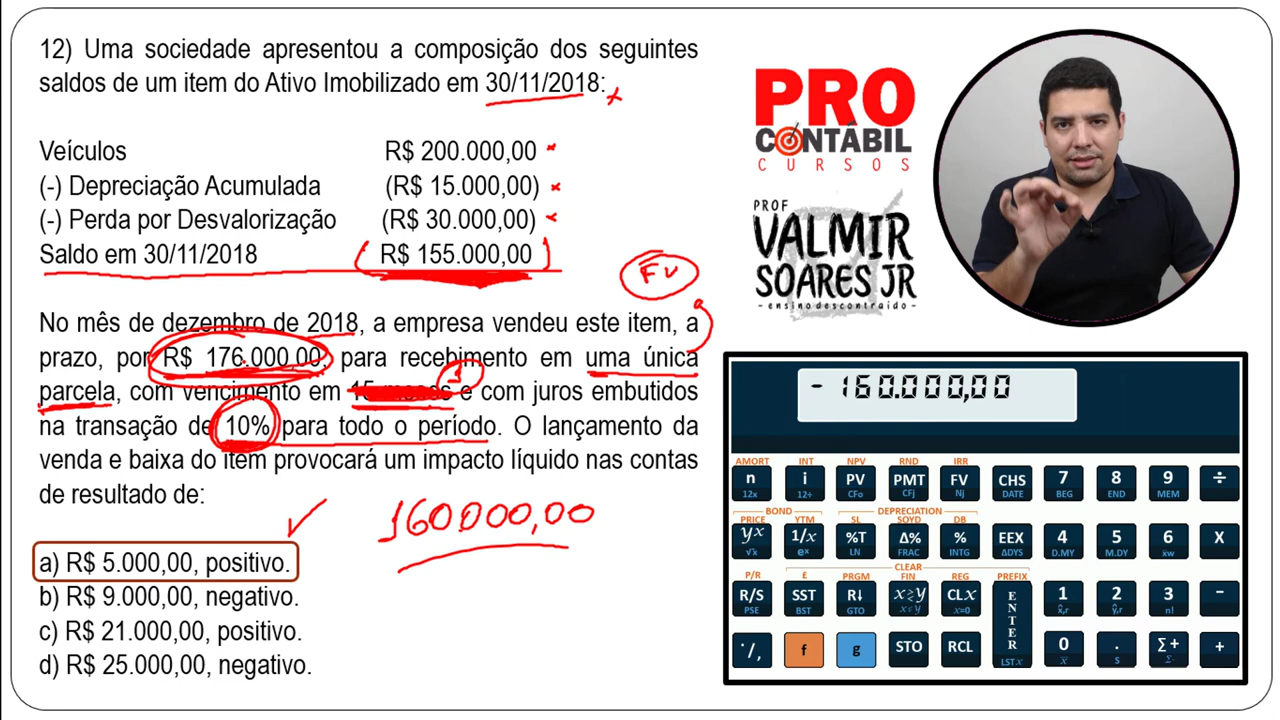 12) Uma sociedade apresentou a composição dos seguintes
saldos de um item do Ativo Imobilizado em 30/11/2018:
Veículos R$ 200.000,00
(-) Depreciação Acumulada (R$ 15.000,00)
(-) Perda por Desvalorização (R$ 30.000,00)
Saldo em 30/11/2018 R$ 155.000,00
FV
No mês de dezembro de 2018, a empresa vendeu este item, a
prazo, por R$ 176.000,00, para recebimento em uma única
parcela, com vencimento em 15 meses e com juros embutidos
1
na transação de 10% para todo o período. O lançamento da
venda e baixa do item provocará um impacto líquido nas contas
de resultado de:
160000,00
a) R$ 5.000,00, positivo.
b) R$ 9.000,00, negativo.
c) R$ 21.000,00, positivo.
d) R$ 25.000,00, negativo.
PRO
CONTÁBIL
CURSOS
PROF
VALMIR
SOARES JR
-ensino descontraído-
-160.000,00
AMORT INT NPV RND IRR
n i PV PMT FV CHS 7 8 9 ÷
12x 12÷ CFo CFj Nj DATE BEG END MEM
BOND DEPRECIATION
PRICE YTM SL SOYD DB
yx 1/x %T Δ% % EEX 4 5 6 X
√x ex LN FRAC INTG ΔDYS D.MY M.DY x̄w
CLEAR
P/R £ PRGM FIN REG PREFIX
R/S SST R↓ x≷y CLx ENTER 1 2 3 -
PSE BST GTO x≤y x=0 x̂,r ŷ,r n!
·/, f g STO RCL 0 . Σ+ +
LSTx x̄ s Σ-